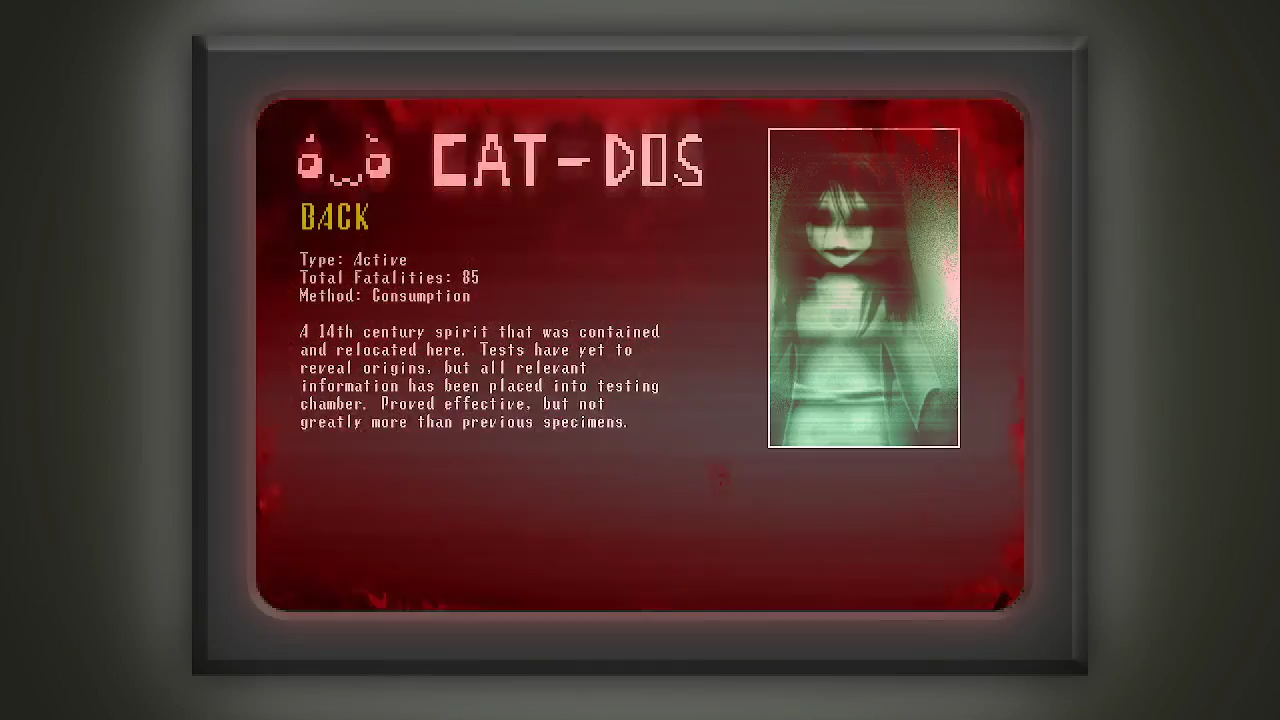 CAT-DOS
BACK
Type: Active
Total Fatalities: 85
Method: Consumption
A 14th century spirit that was contained
and relocated here. Tests have yet to
reveal origins, but all relevant
information has been placed into testing
chamber. Proved effective, but not
greatly more than previous specimens.